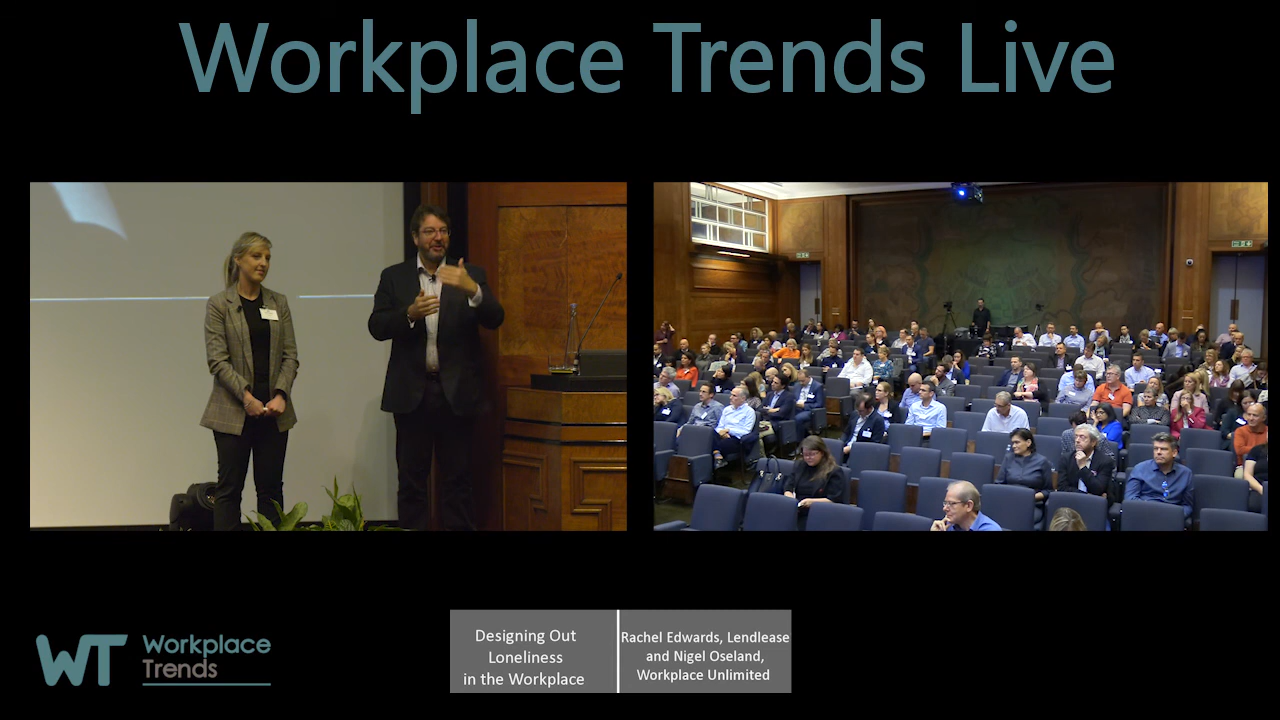 Workplace Trends Live
WT Workplace
Trends
Designing Out
Loneliness
in the Workplace
Rachel Edwards, Lendlease
and Nigel Oseland,
Workplace Unlimited